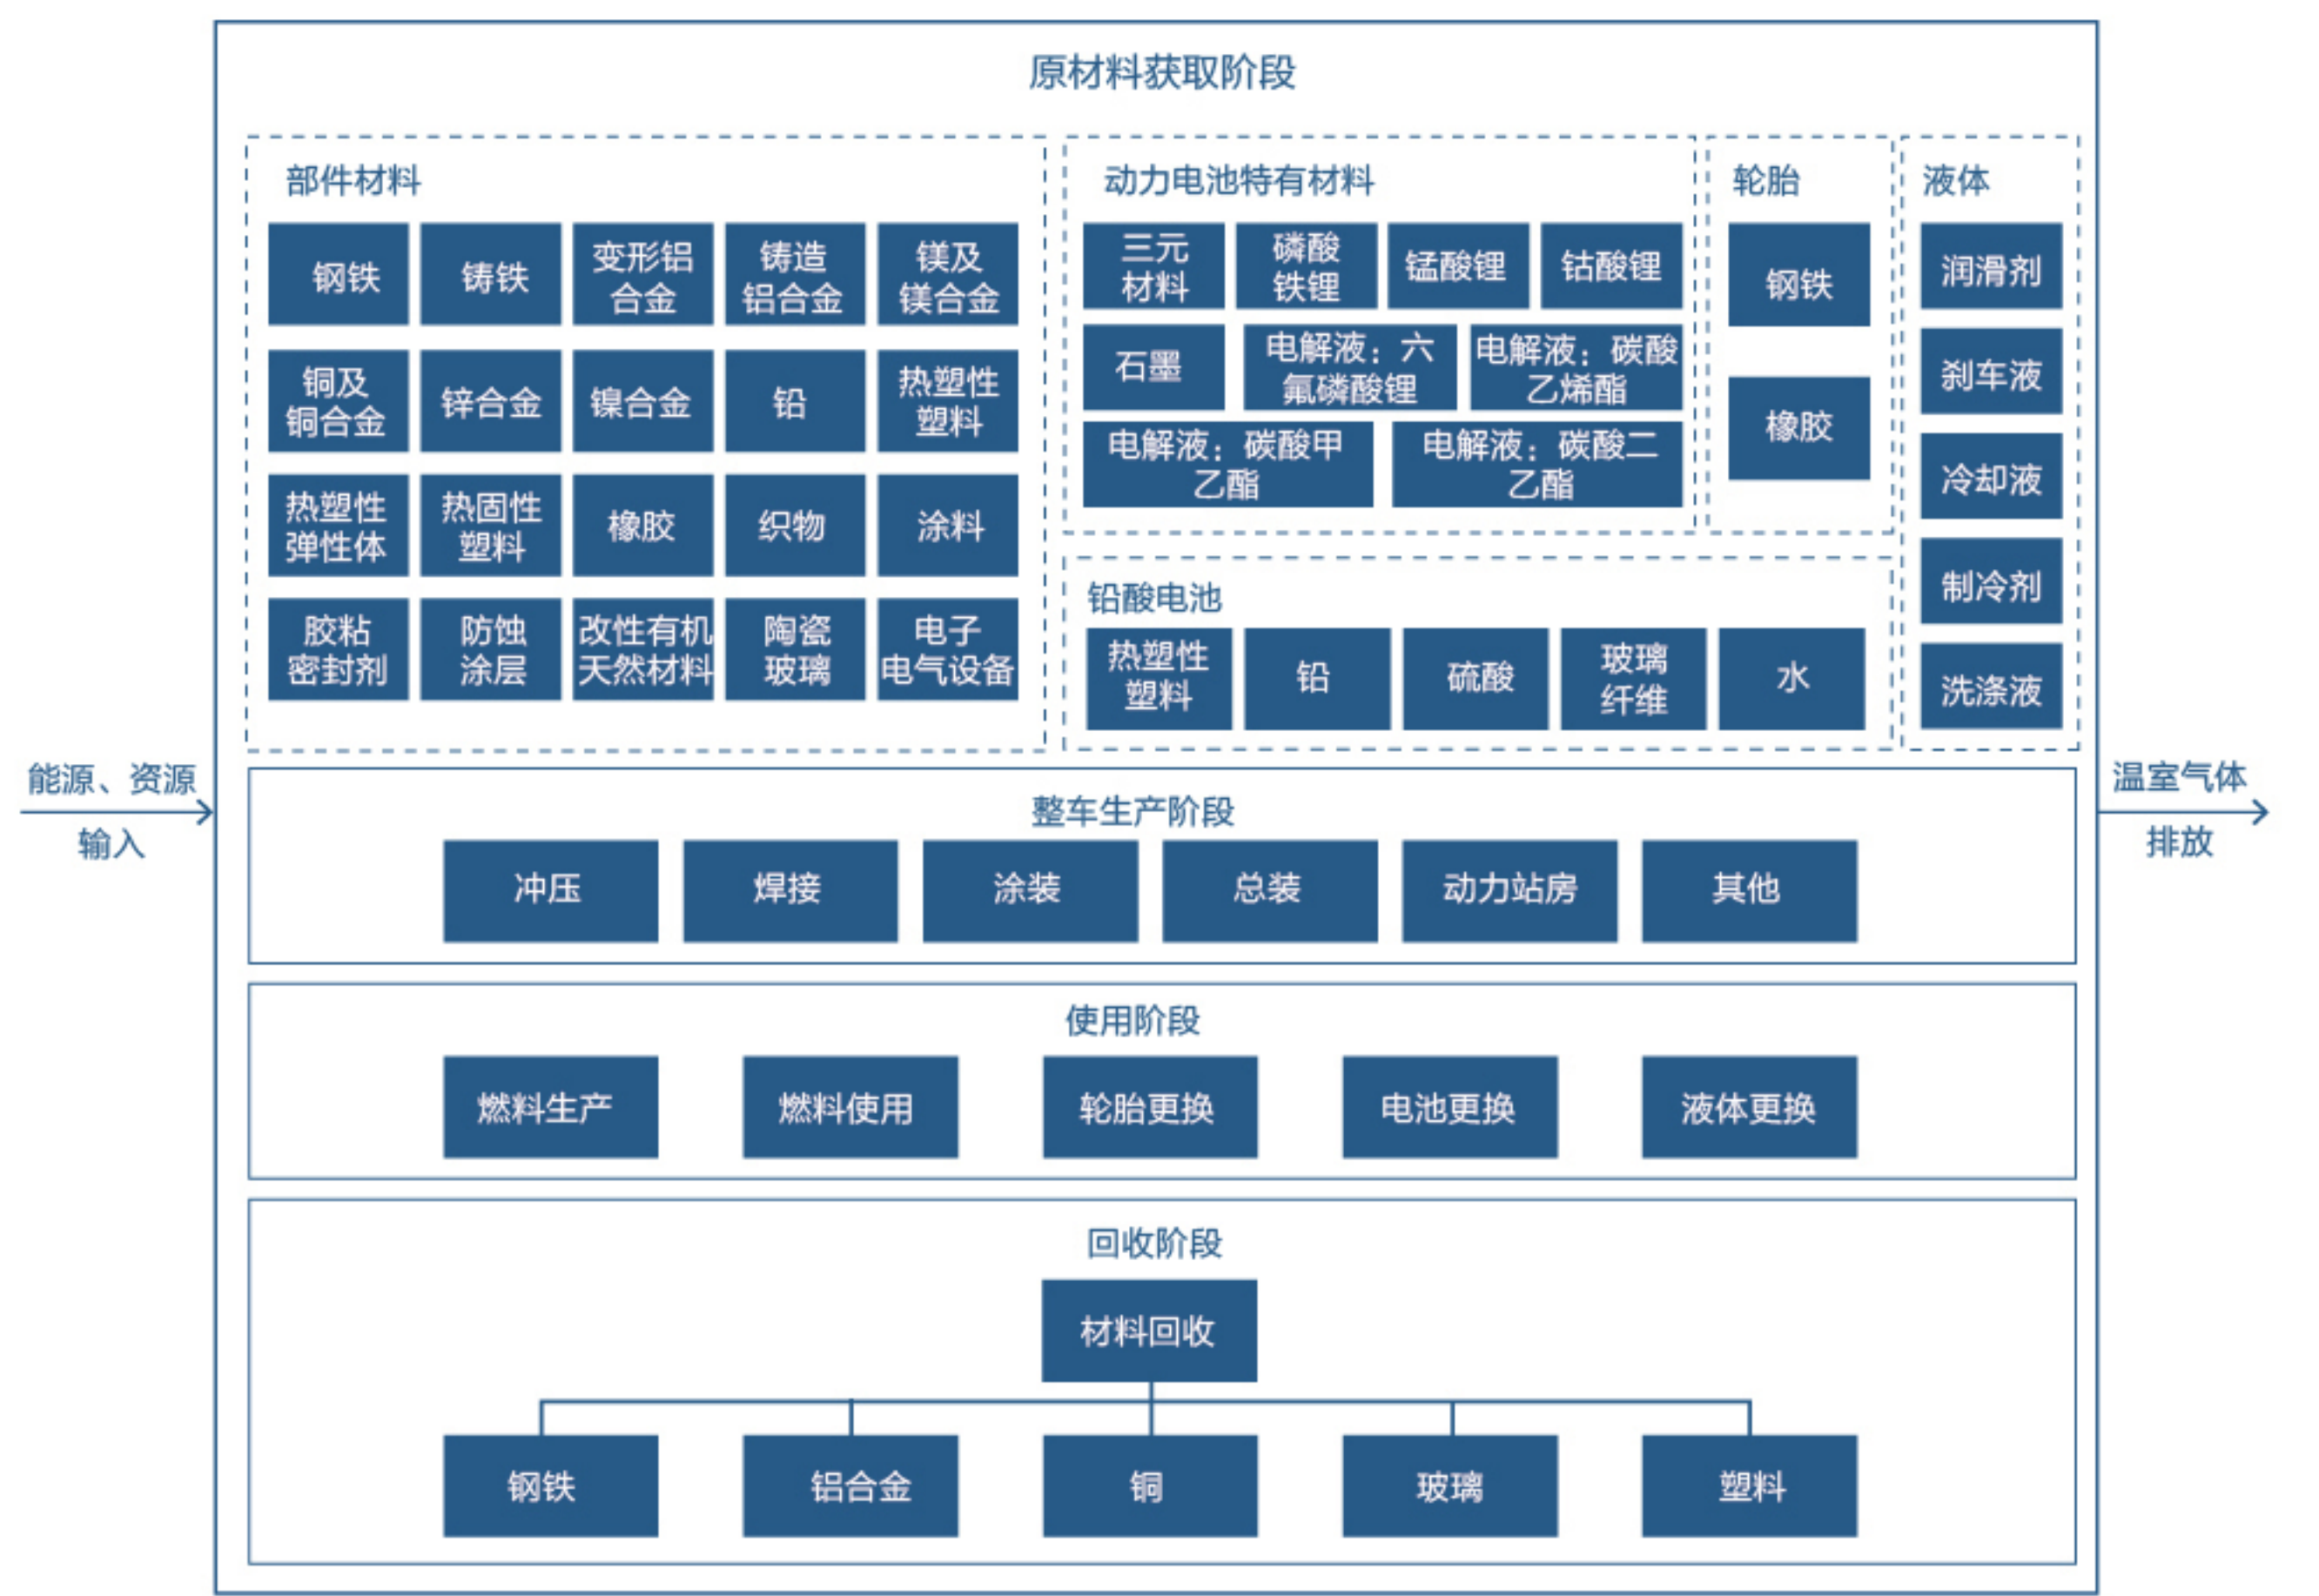 原材料获取阶段
部件材料
钢铁
铸铁
变形铝
合金
铸造
铝合金
镁及
镁合金
铜及
铜合金
锌合金
镍合金
铅
热塑性
塑料
热塑性
弹性体
热固性
塑料
橡胶
织物
涂料
胶粘
密封剂
防蚀
涂层
改性有机
天然材料
陶瓷
玻璃
电子
电气设备
动力电池特有材料
三元
材料
磷酸
铁锂
锰酸锂
钴酸锂
石墨
电解液：六
氟磷酸锂
电解液：碳酸
乙烯酯
电解液：碳酸甲
乙酯
电解液：碳酸二
乙酯
轮胎
钢铁
橡胶
液体
润滑剂
刹车液
冷却液
制冷剂
洗涤液
铅酸电池
热塑性
塑料
铅
硫酸
玻璃
纤维
水
能源、资源
输入
温室气体
排放
整车生产阶段
冲压
焊接
涂装
总装
动力站房
其他
使用阶段
燃料生产
燃料使用
轮胎更换
电池更换
液体更换
回收阶段
材料回收
钢铁
铝合金
铜
玻璃
塑料